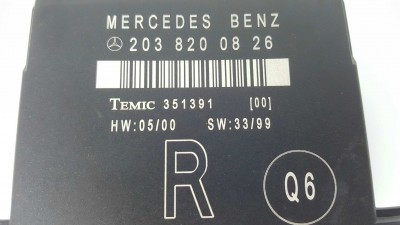 MERCEDES BENZ
203 820 08 26
TEMIC 351391 [00]
HW:05/00 SW:33/99
R
Q6